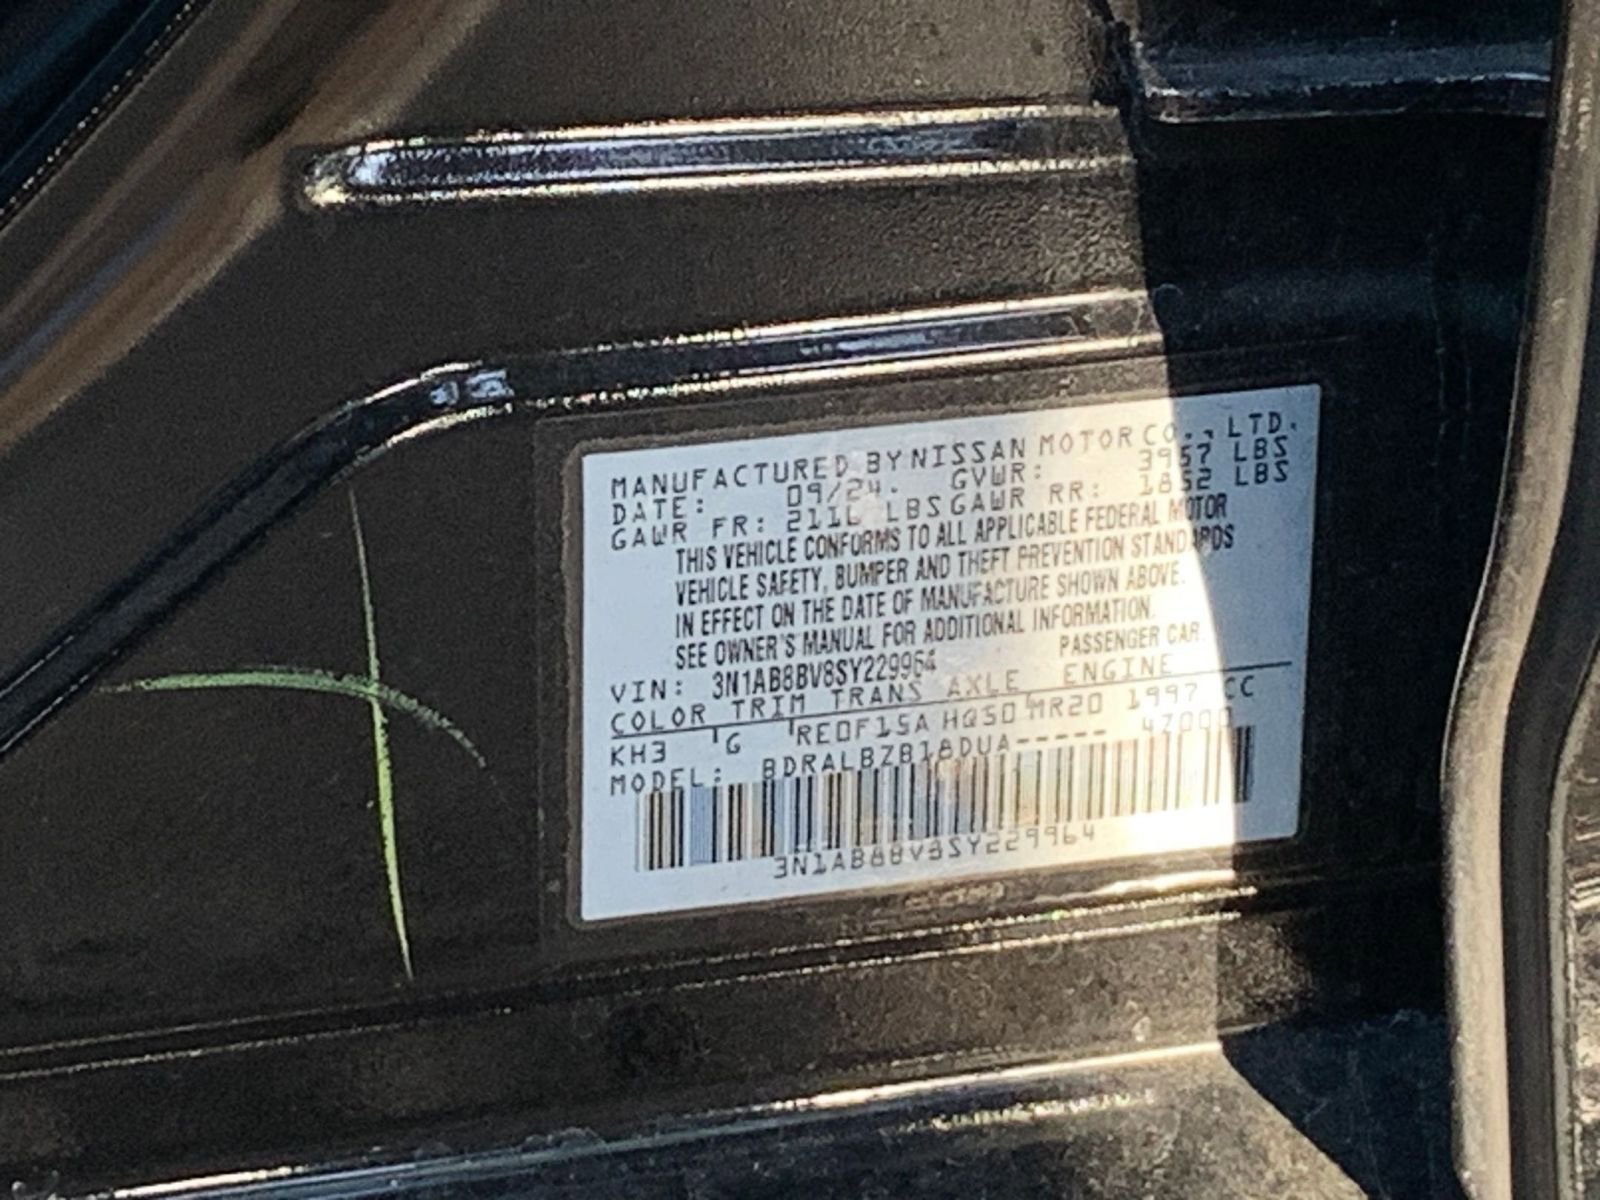 MANUFACTURED BY NISSAN MOTOR CO., LTD.
DATE: 09/24. GVWR: 3957 LBS
GAWR FR: LBS GAWR RR: 1852 LBS
THIS VEHICLE CONFORMS TO ALL APPLICABLE FEDERAL MOTOR
VEHICLE SAFETY, BUMPER AND THEFT PREVENTION STANDARDS
IN EFFECT ON THE DATE OF MANUFACTURE SHOWN ABOVE.
SEE OWNER'S MANUAL FOR ADDITIONAL INFORMATION.
VIN: 3N1AB8BV8SY229964 PASSENGER CAR.
COLOR TRIM TRANS AXLE ENGINE
KH3 G RE0F15A HQ50 MR20 1997 CC
MODEL: BDRALBZB18DUA----- 4Z000
3N1AB8BV8SY229964